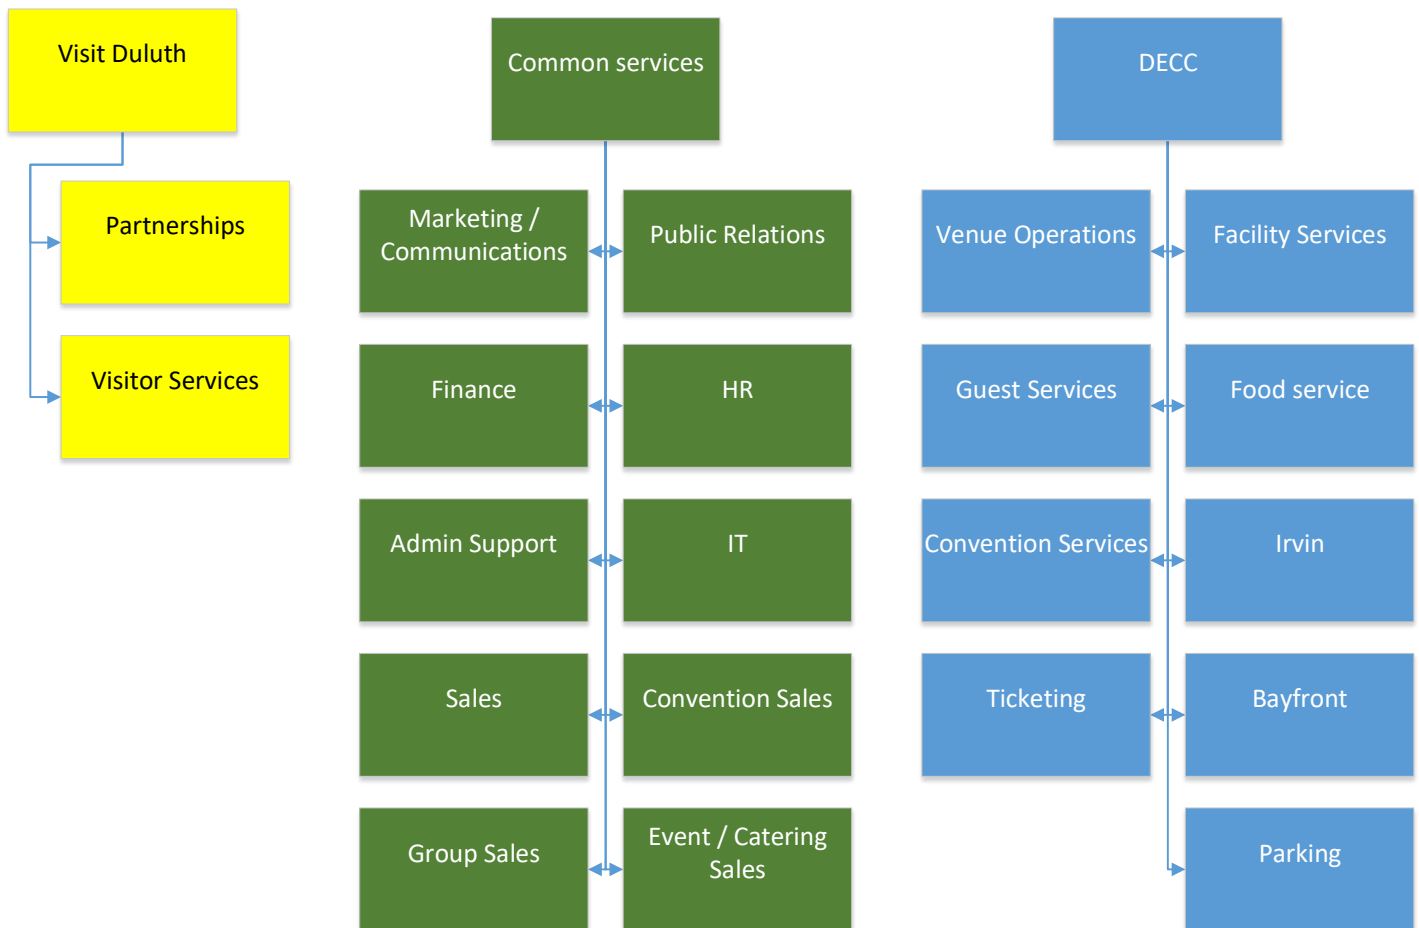 Visit Duluth
Partnerships
Visitor Services
Common services
Marketing /
Communications
Public Relations
Finance
HR
Admin Support
IT
Sales
Convention Sales
Group Sales
Event / Catering
Sales
DECC
Venue Operations
Facility Services
Guest Services
Food service
Convention Services
Irvin
Ticketing
Bayfront
Parking